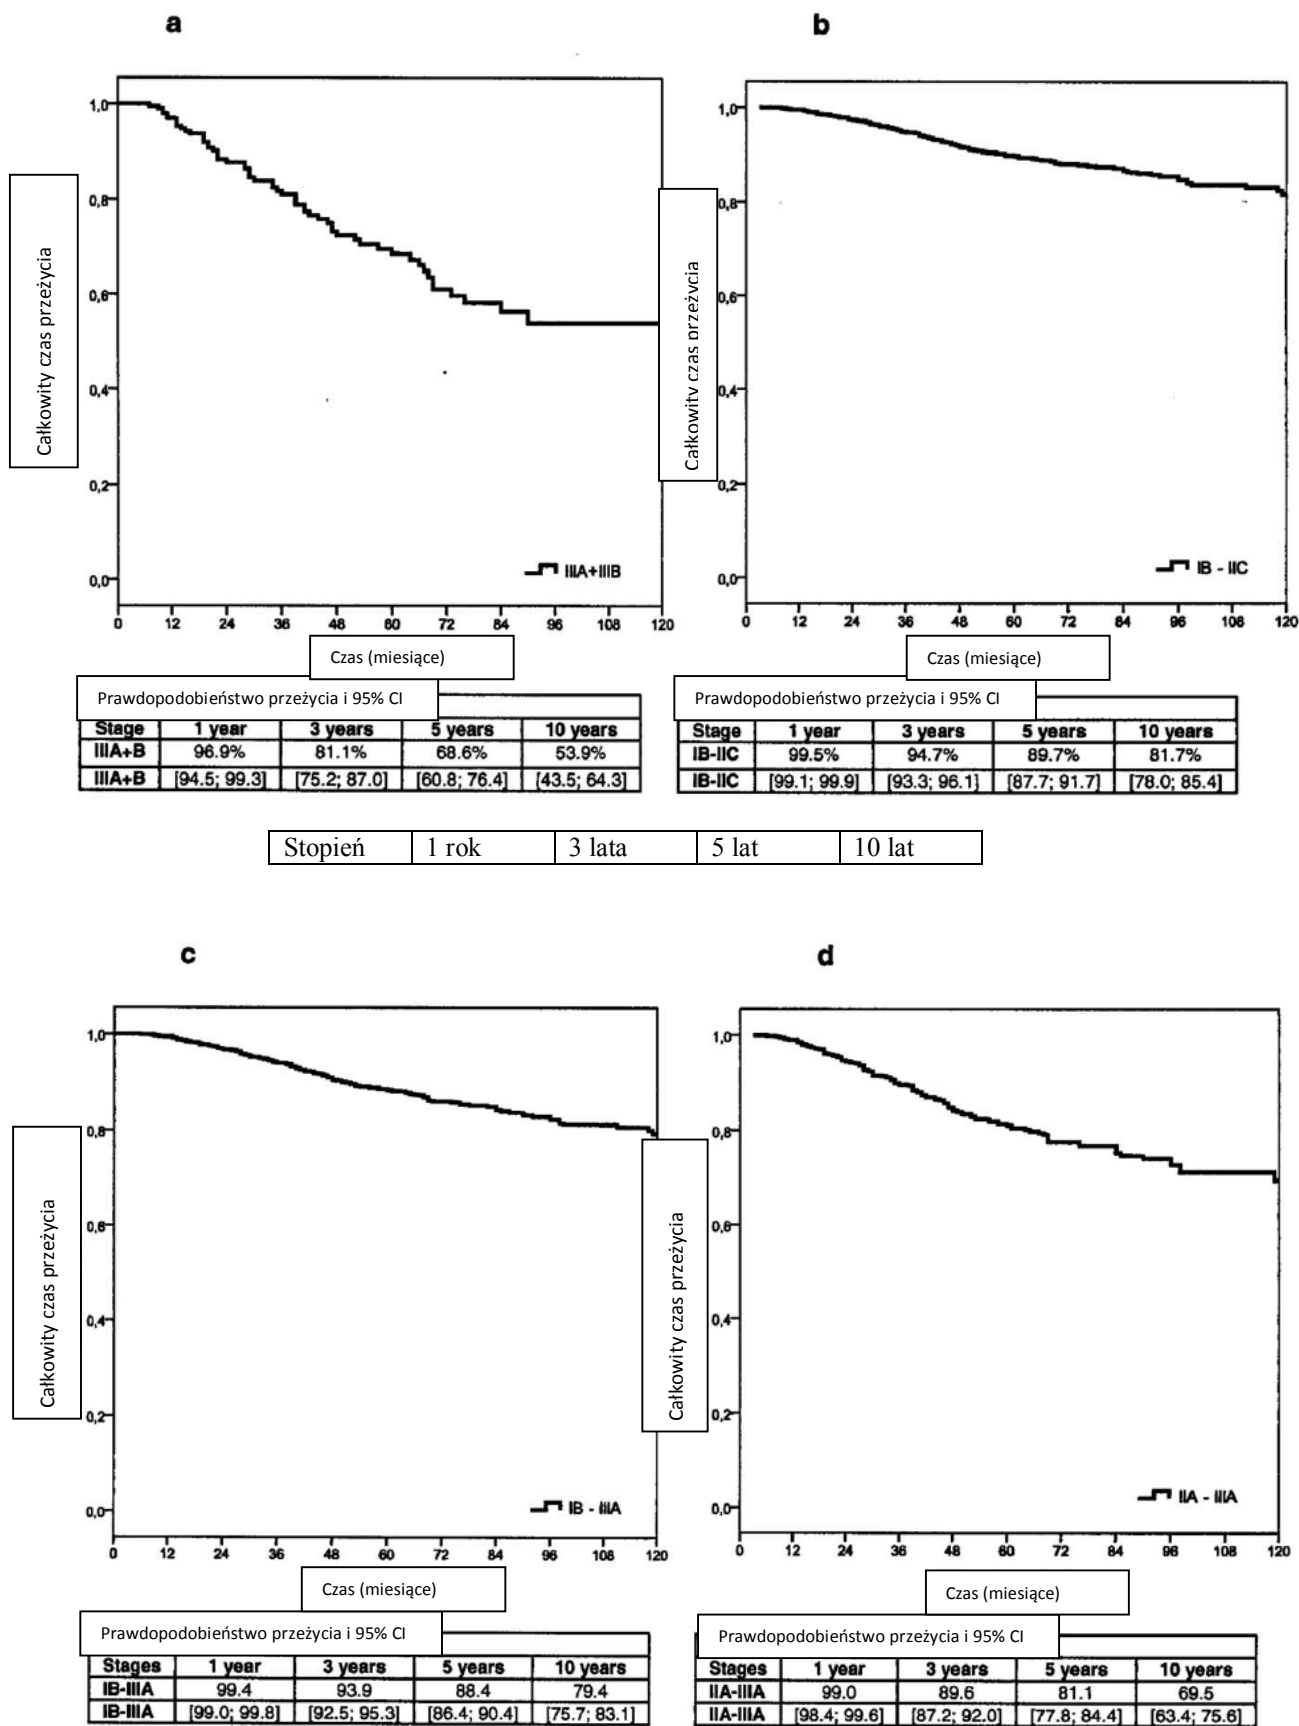 a
1,0
0,8
0,6
0,4
0,2
0,0
Całkowity czas przeżycia
IIIA+IIIB
0 12 24 36 48 60 72 84 96 108 120
Czas (miesiące)
Prawdopodobieństwo przeżycia i 95% CI
Stage 1 year 3 years 5 years 10 years
IIIA+B 96.9% 81.1% 68.6% 53.9%
IIIA+B [94.5; 99.3] [75.2; 87.0] [60.8; 76.4] [43.5; 64.3]
b
1,0
0,8
0,6
0,4
0,2
0,0
Całkowity czas przeżycia
IB - IIC
0 12 24 36 48 60 72 84 96 108 120
Czas (miesiące)
Prawdopodobieństwo przeżycia i 95% CI
Stage 1 year 3 years 5 years 10 years
IB-IIC 99.5% 94.7% 89.7% 81.7%
IB-IIC [99.1; 99.9] [93.3; 96.1] [87.7; 91.7] [78.0; 85.4]
Stopień 1 rok 3 lata 5 lat 10 lat
c
1,0
0,8
0,6
0,4
0,2
0,0
Całkowity czas przeżycia
IB - IIIA
0 12 24 36 48 60 72 84 96 108 120
Czas (miesiące)
Prawdopodobieństwo przeżycia i 95% CI
Stages 1 year 3 years 5 years 10 years
IB-IIIA 99.4 93.9 88.4 79.4
IB-IIIA [99.0; 99.8] [92.5; 95.3] [86.4; 90.4] [75.7; 83.1]
d
1,0
0,8
0,6
0,4
0,2
0,0
Całkowity czas przeżycia
IIA - IIIA
0 12 24 36 48 60 72 84 96 108 120
Czas (miesiące)
Prawdopodobieństwo przeżycia i 95% CI
Stages 1 year 3 years 5 years 10 years
IIA-IIIA 99.0 89.6 81.1 69.5
IIA-IIIA [98.4; 99.6] [87.2; 92.0] [77.8; 84.4] [63.4; 75.6]